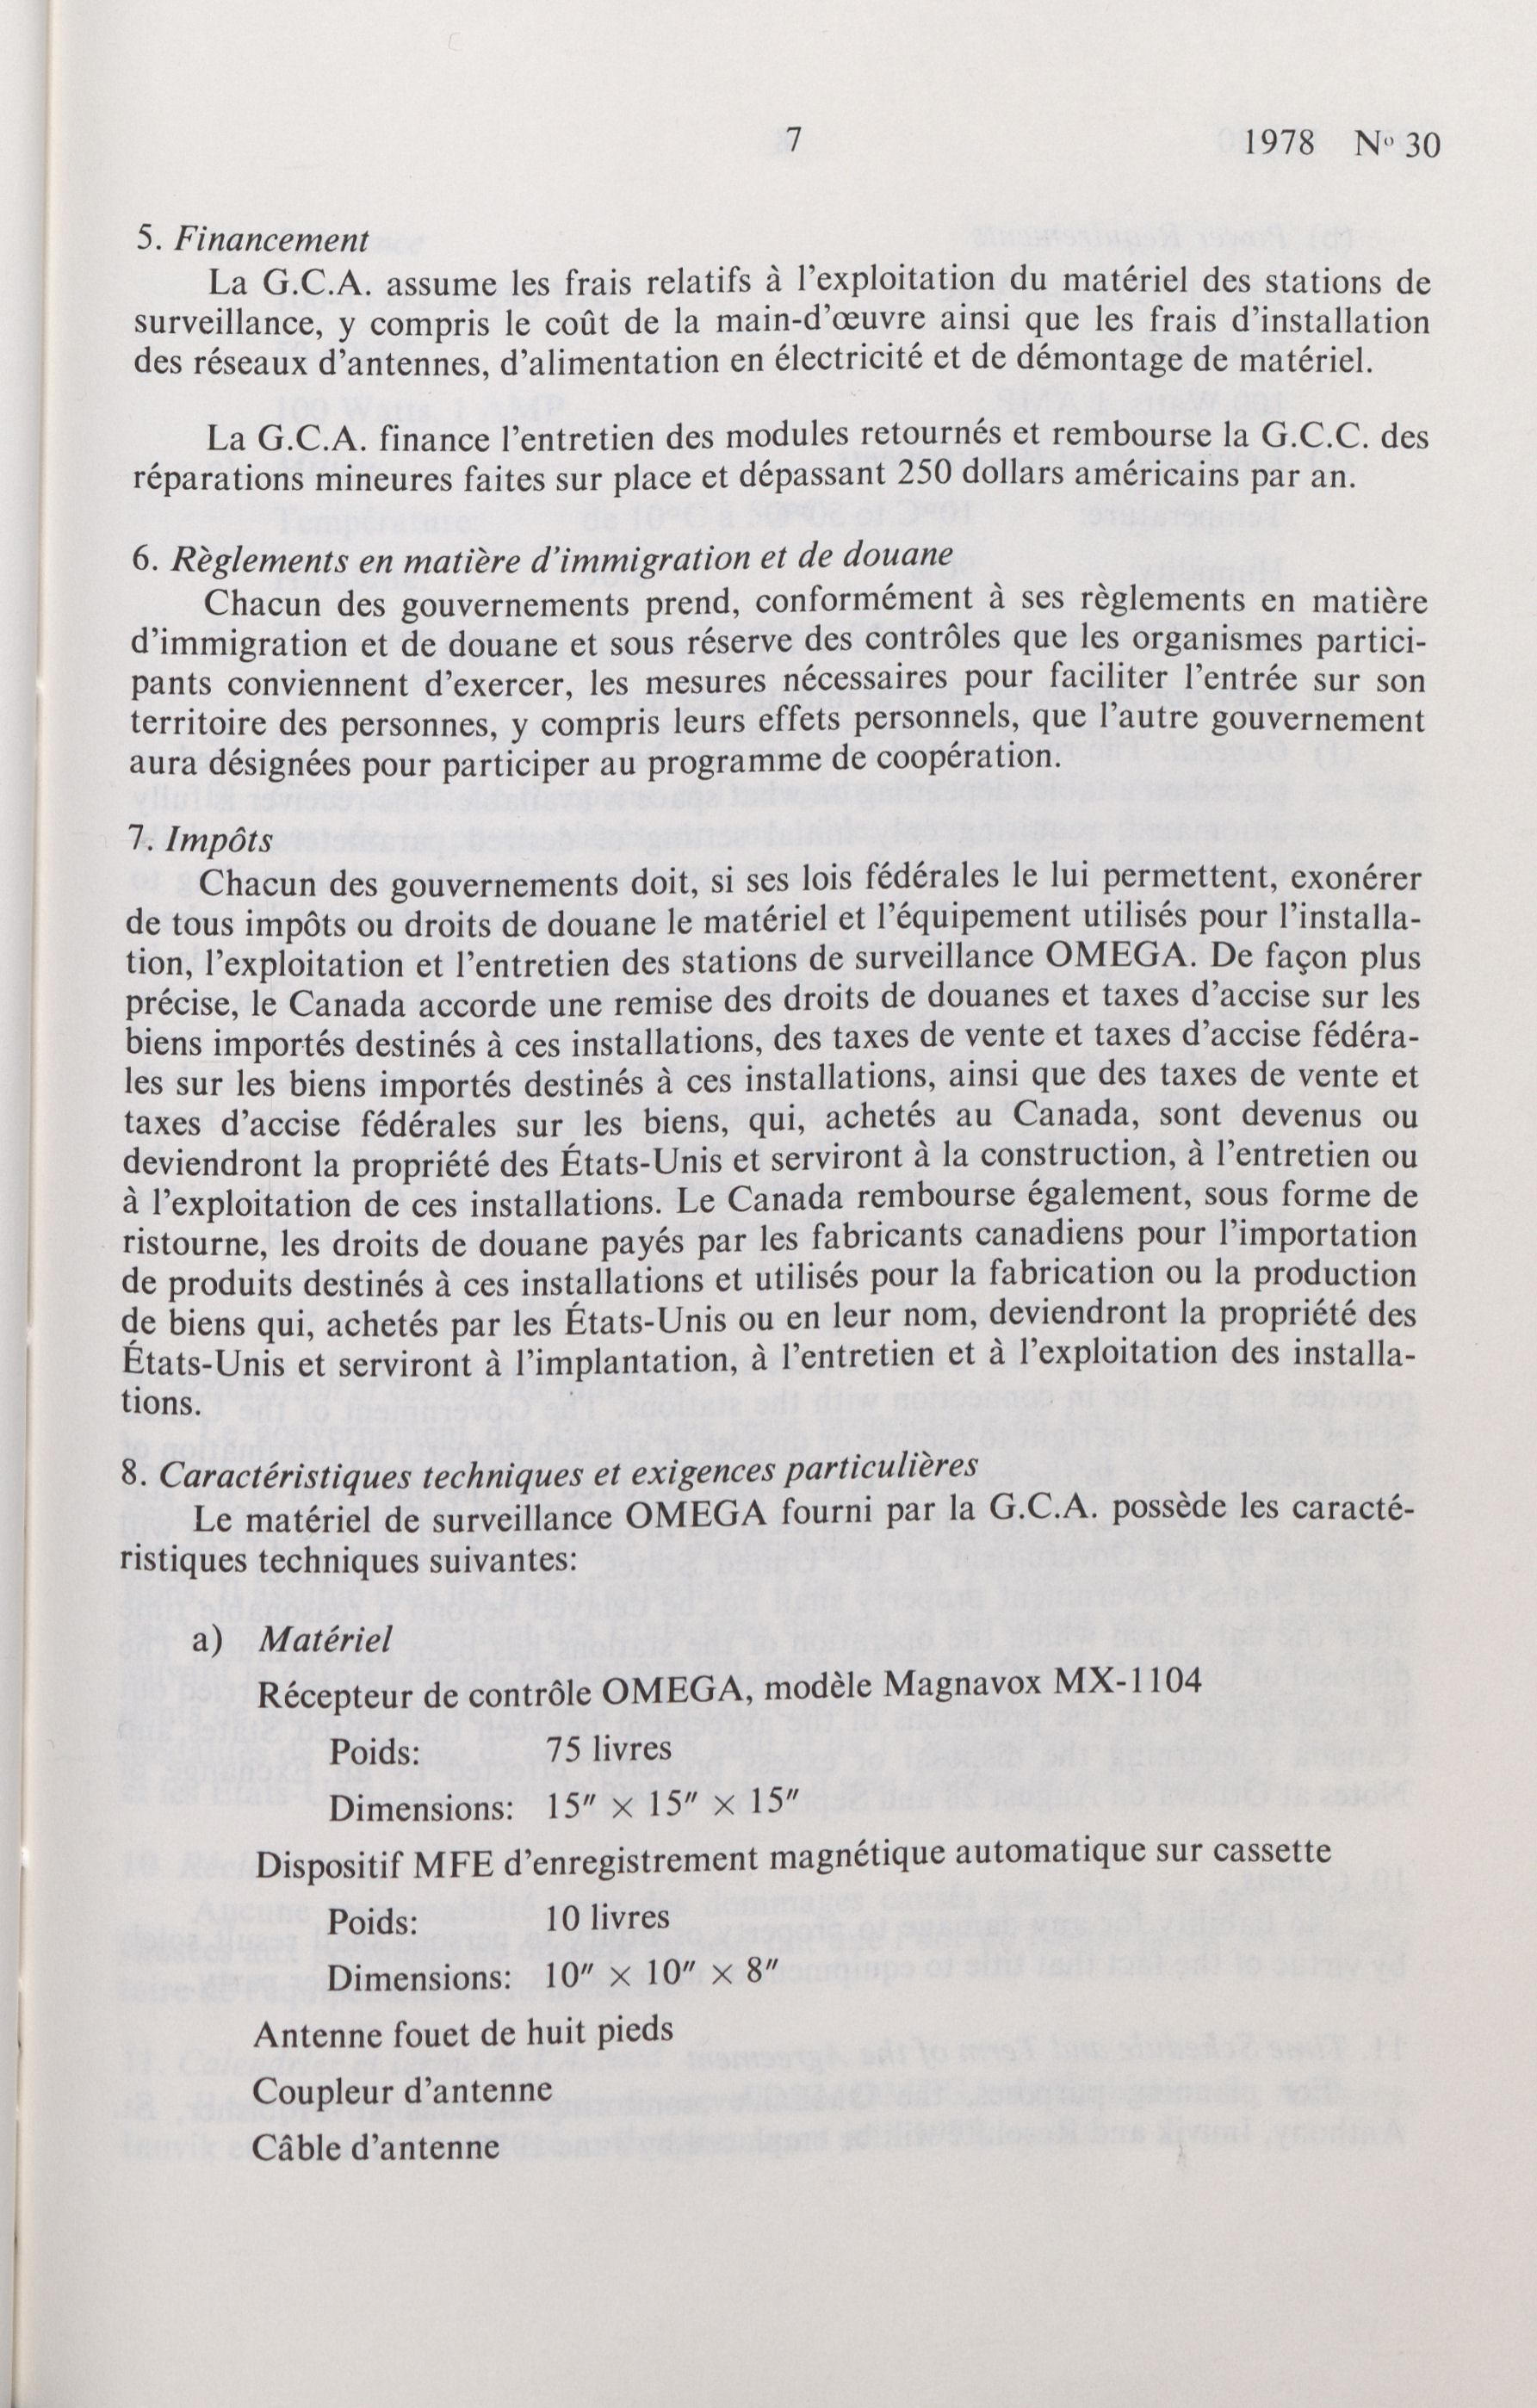 7
1978 Nº 30
5. Financement
La G.C.A. assume les frais relatifs à l'exploitation du matériel des stations de
surveillance, y compris le coût de la main-d'œuvre ainsi que les frais d'installation
des réseaux d'antennes, d'alimentation en électricité et de démontage de matériel.
La G.C.A. finance l'entretien des modules retournés et rembourse la G.C.C. des
réparations mineures faites sur place et dépassant 250 dollars américains par an.
6. Règlements en matière d'immigration et de douane
Chacun des gouvernements prend, conformément à ses règlements en matière
d'immigration et de douane et sous réserve des contrôles que les organismes partici-
pants conviennent d'exercer, les mesures nécessaires pour faciliter l'entrée sur son
territoire des personnes, y compris leurs effets personnels, que l'autre gouvernement
aura désignées pour participer au programme de coopération.
7. Impôts
Chacun des gouvernements doit, si ses lois fédérales le lui permettent, exonérer
de tous impôts ou droits de douane le matériel et l'équipement utilisés pour l'installa-
tion, l'exploitation et l'entretien des stations de surveillance OMEGA. De façon plus
précise, le Canada accorde une remise des droits de douanes et taxes d'accise sur les
biens importés destinés à ces installations, des taxes de vente et taxes d'accise fédéra-
les sur les biens importés destinés à ces installations, ainsi que des taxes de vente et
taxes d'accise fédérales sur les biens, qui, achetés au Canada, sont devenus ou
deviendront la propriété des États-Unis et serviront à la construction, à l'entretien ou
à l'exploitation de ces installations. Le Canada rembourse également, sous forme de
ristourne, les droits de douane payés par les fabricants canadiens pour l'importation
de produits destinés à ces installations et utilisés pour la fabrication ou la production
de biens qui, achetés par les États-Unis ou en leur nom, deviendront la propriété des
États-Unis et serviront à l'implantation, à l'entretien et à l'exploitation des installa-
tions.
8. Caractéristiques techniques et exigences particulières
Le matériel de surveillance OMEGA fourni par la G.C.A. possède les caracté-
ristiques techniques suivantes:
a) Matériel
Récepteur de contrôle OMEGA, modèle Magnavox MX-1104
Poids: 75 livres
Dimensions: 15″ × 15″ × 15″
Dispositif MFE d'enregistrement magnétique automatique sur cassette
Poids: 10 livres
Dimensions: 10″ × 10″ × 8″
Antenne fouet de huit pieds
Coupleur d'antenne
Câble d'antenne